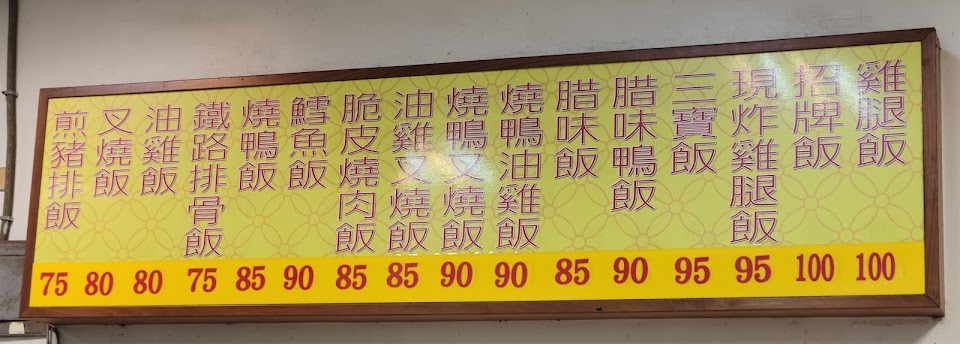 雞腿飯
100
招牌飯
100
現炸雞腿飯
95
三寶飯
95
腊味鴨飯
90
腊味飯
85
燒鴨油雞飯
90
燒鴨叉燒飯
90
油雞叉燒飯
85
脆皮燒肉飯
85
鱈魚飯
90
燒鴨飯
85
鐵路排骨飯
75
油雞飯
80
叉燒飯
80
煎豬排飯
75